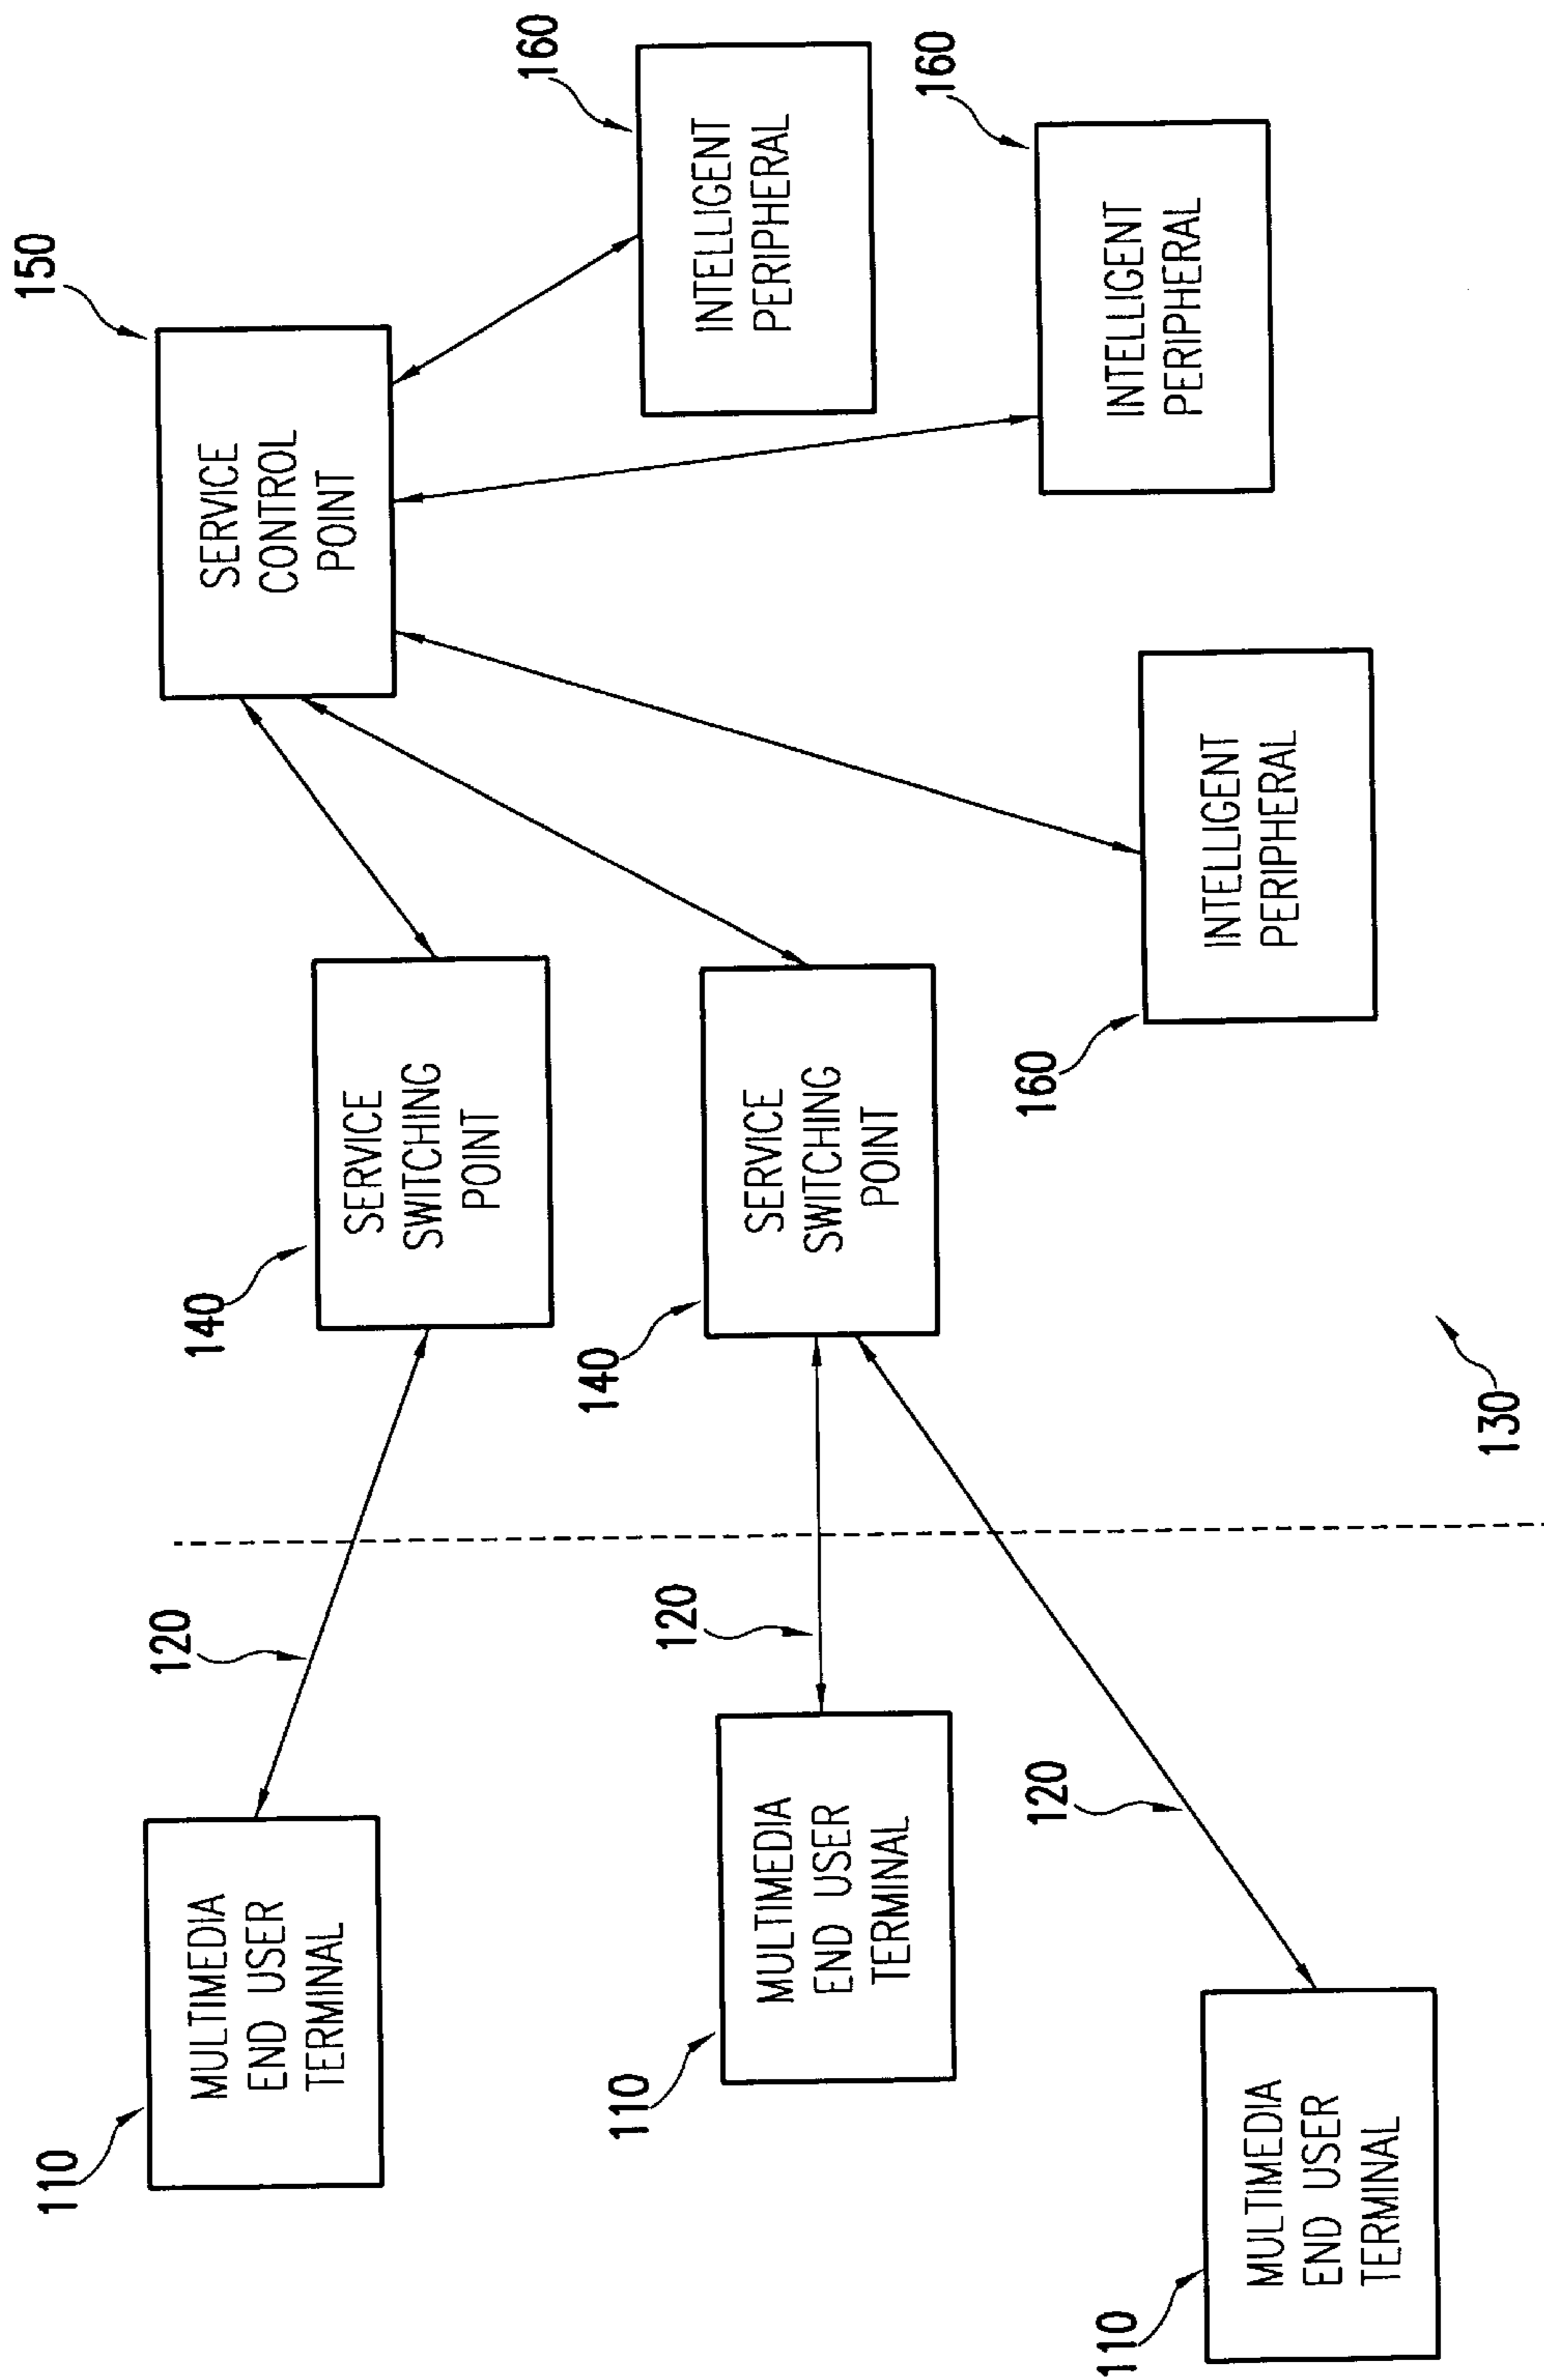 150
SERVICE
CONTROL
POINT
160
INTELLIGENT
PERIPHERAL
160
INTELLIGENT
PERIPHERAL
160
INTELLIGENT
PERIPHERAL
140
SERVICE
SWITCHING
POINT
140
SERVICE
SWITCHING
POINT
130
120
120
120
110
MULTIMEDIA
END USER
TERMINAL
110
MULTIMEDIA
END USER
TERMINAL
110
MULTIMEDIA
END USER
TERMINAL